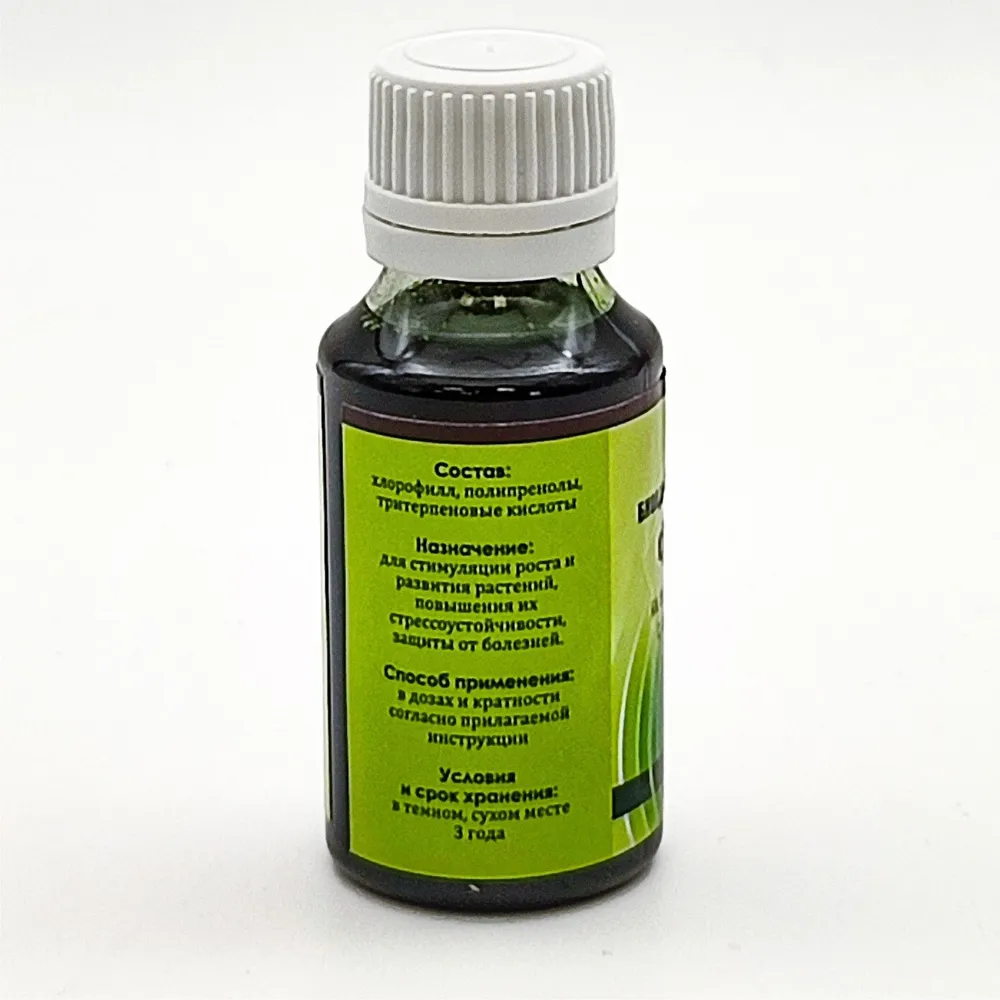 Состав:
хлорофилл, полипренолы,
тритерпеновые кислоты
Назначение:
для стимуляции роста и
развития растений,
повышения их
стрессоустойчивости,
защиты от болезней.
Способ применения:
в дозах и кратности
согласно прилагаемой
инструкции
Условия
и срок хранения:
в темном, сухом месте
3 года